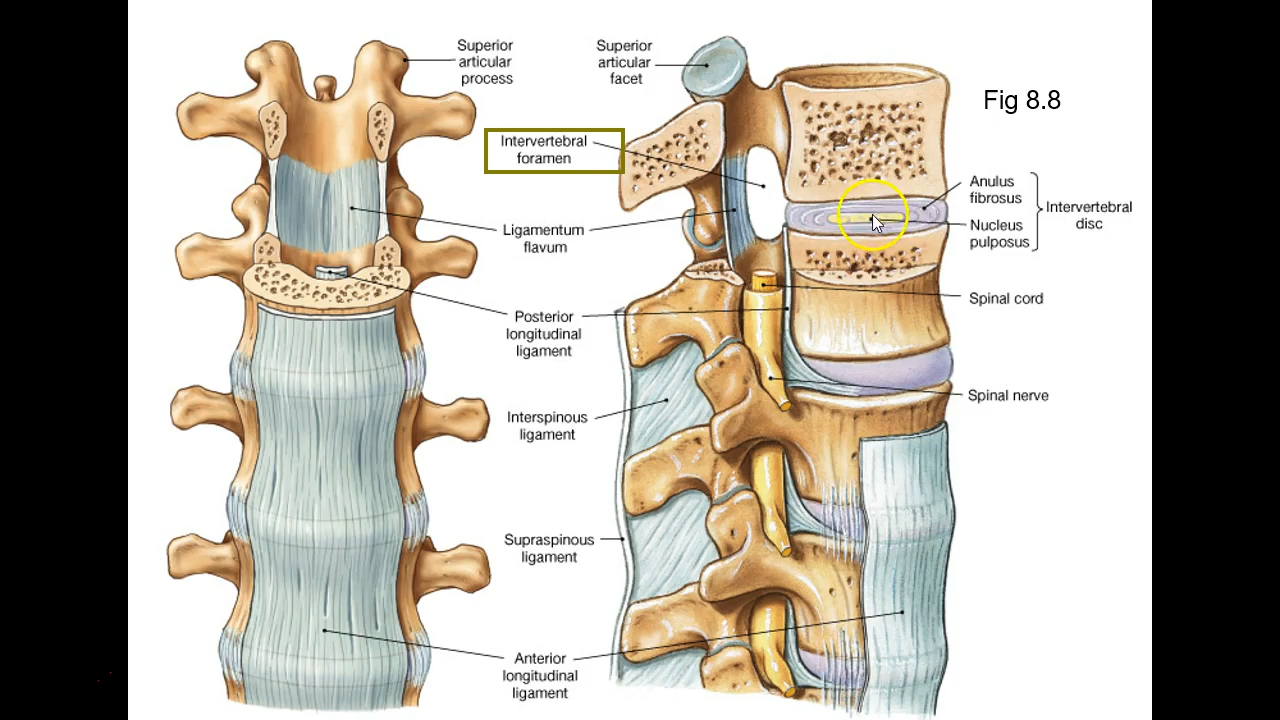 Superior
articular
process
Superior
articular
facet
Fig 8.8
Intervertebral
foramen
Anulus
fibrosus
Nucleus
pulposus
Intervertebral
disc
Ligamentum
flavum
Spinal cord
Posterior
longitudinal
ligament
Spinal nerve
Interspinous
ligament
Supraspinous
ligament
Anterior
longitudinal
ligament